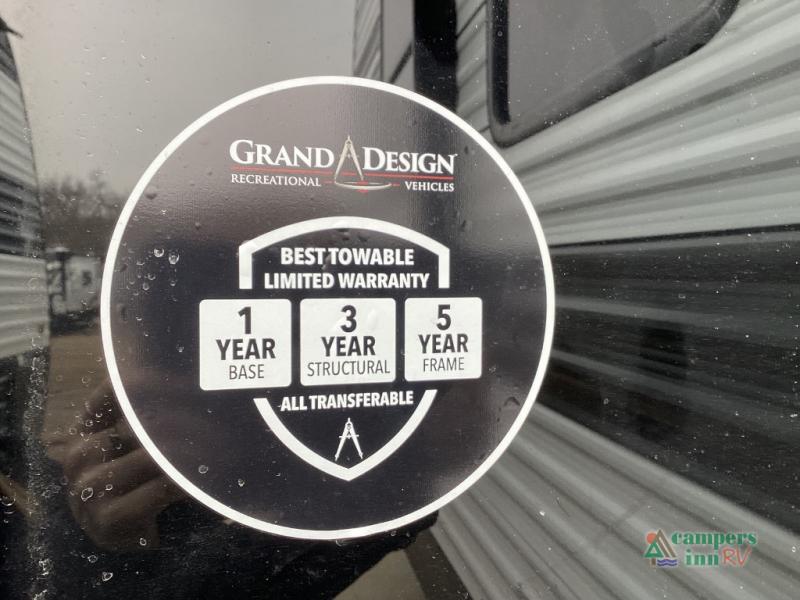 GRAND DESIGN
RECREATIONAL VEHICLES
BEST TOWABLE
LIMITED WARRANTY
1
YEAR
BASE
3
YEAR
STRUCTURAL
5
YEAR
FRAME
ALL TRANSFERABLE
campers
inn RV